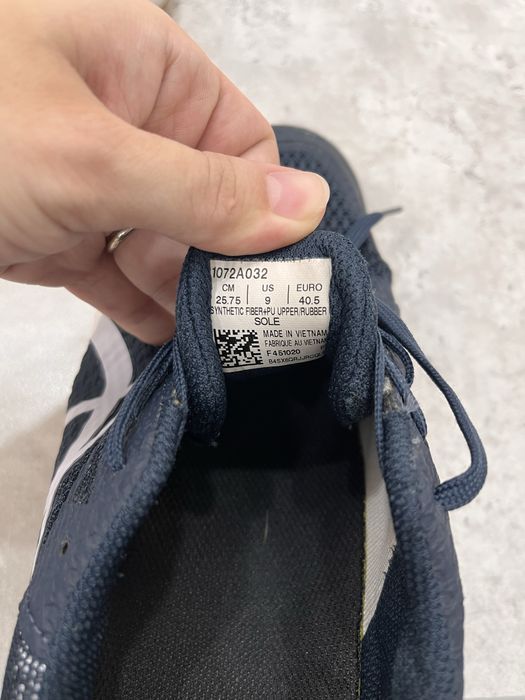 1072A032
CM | US | EURO
25.75 | 9 | 40.5
SYNTHETIC FIBER+PU UPPER/RUBBER
SOLE
MADE IN VIETNAM
FABRIQUE AU VIETNAM
F451020